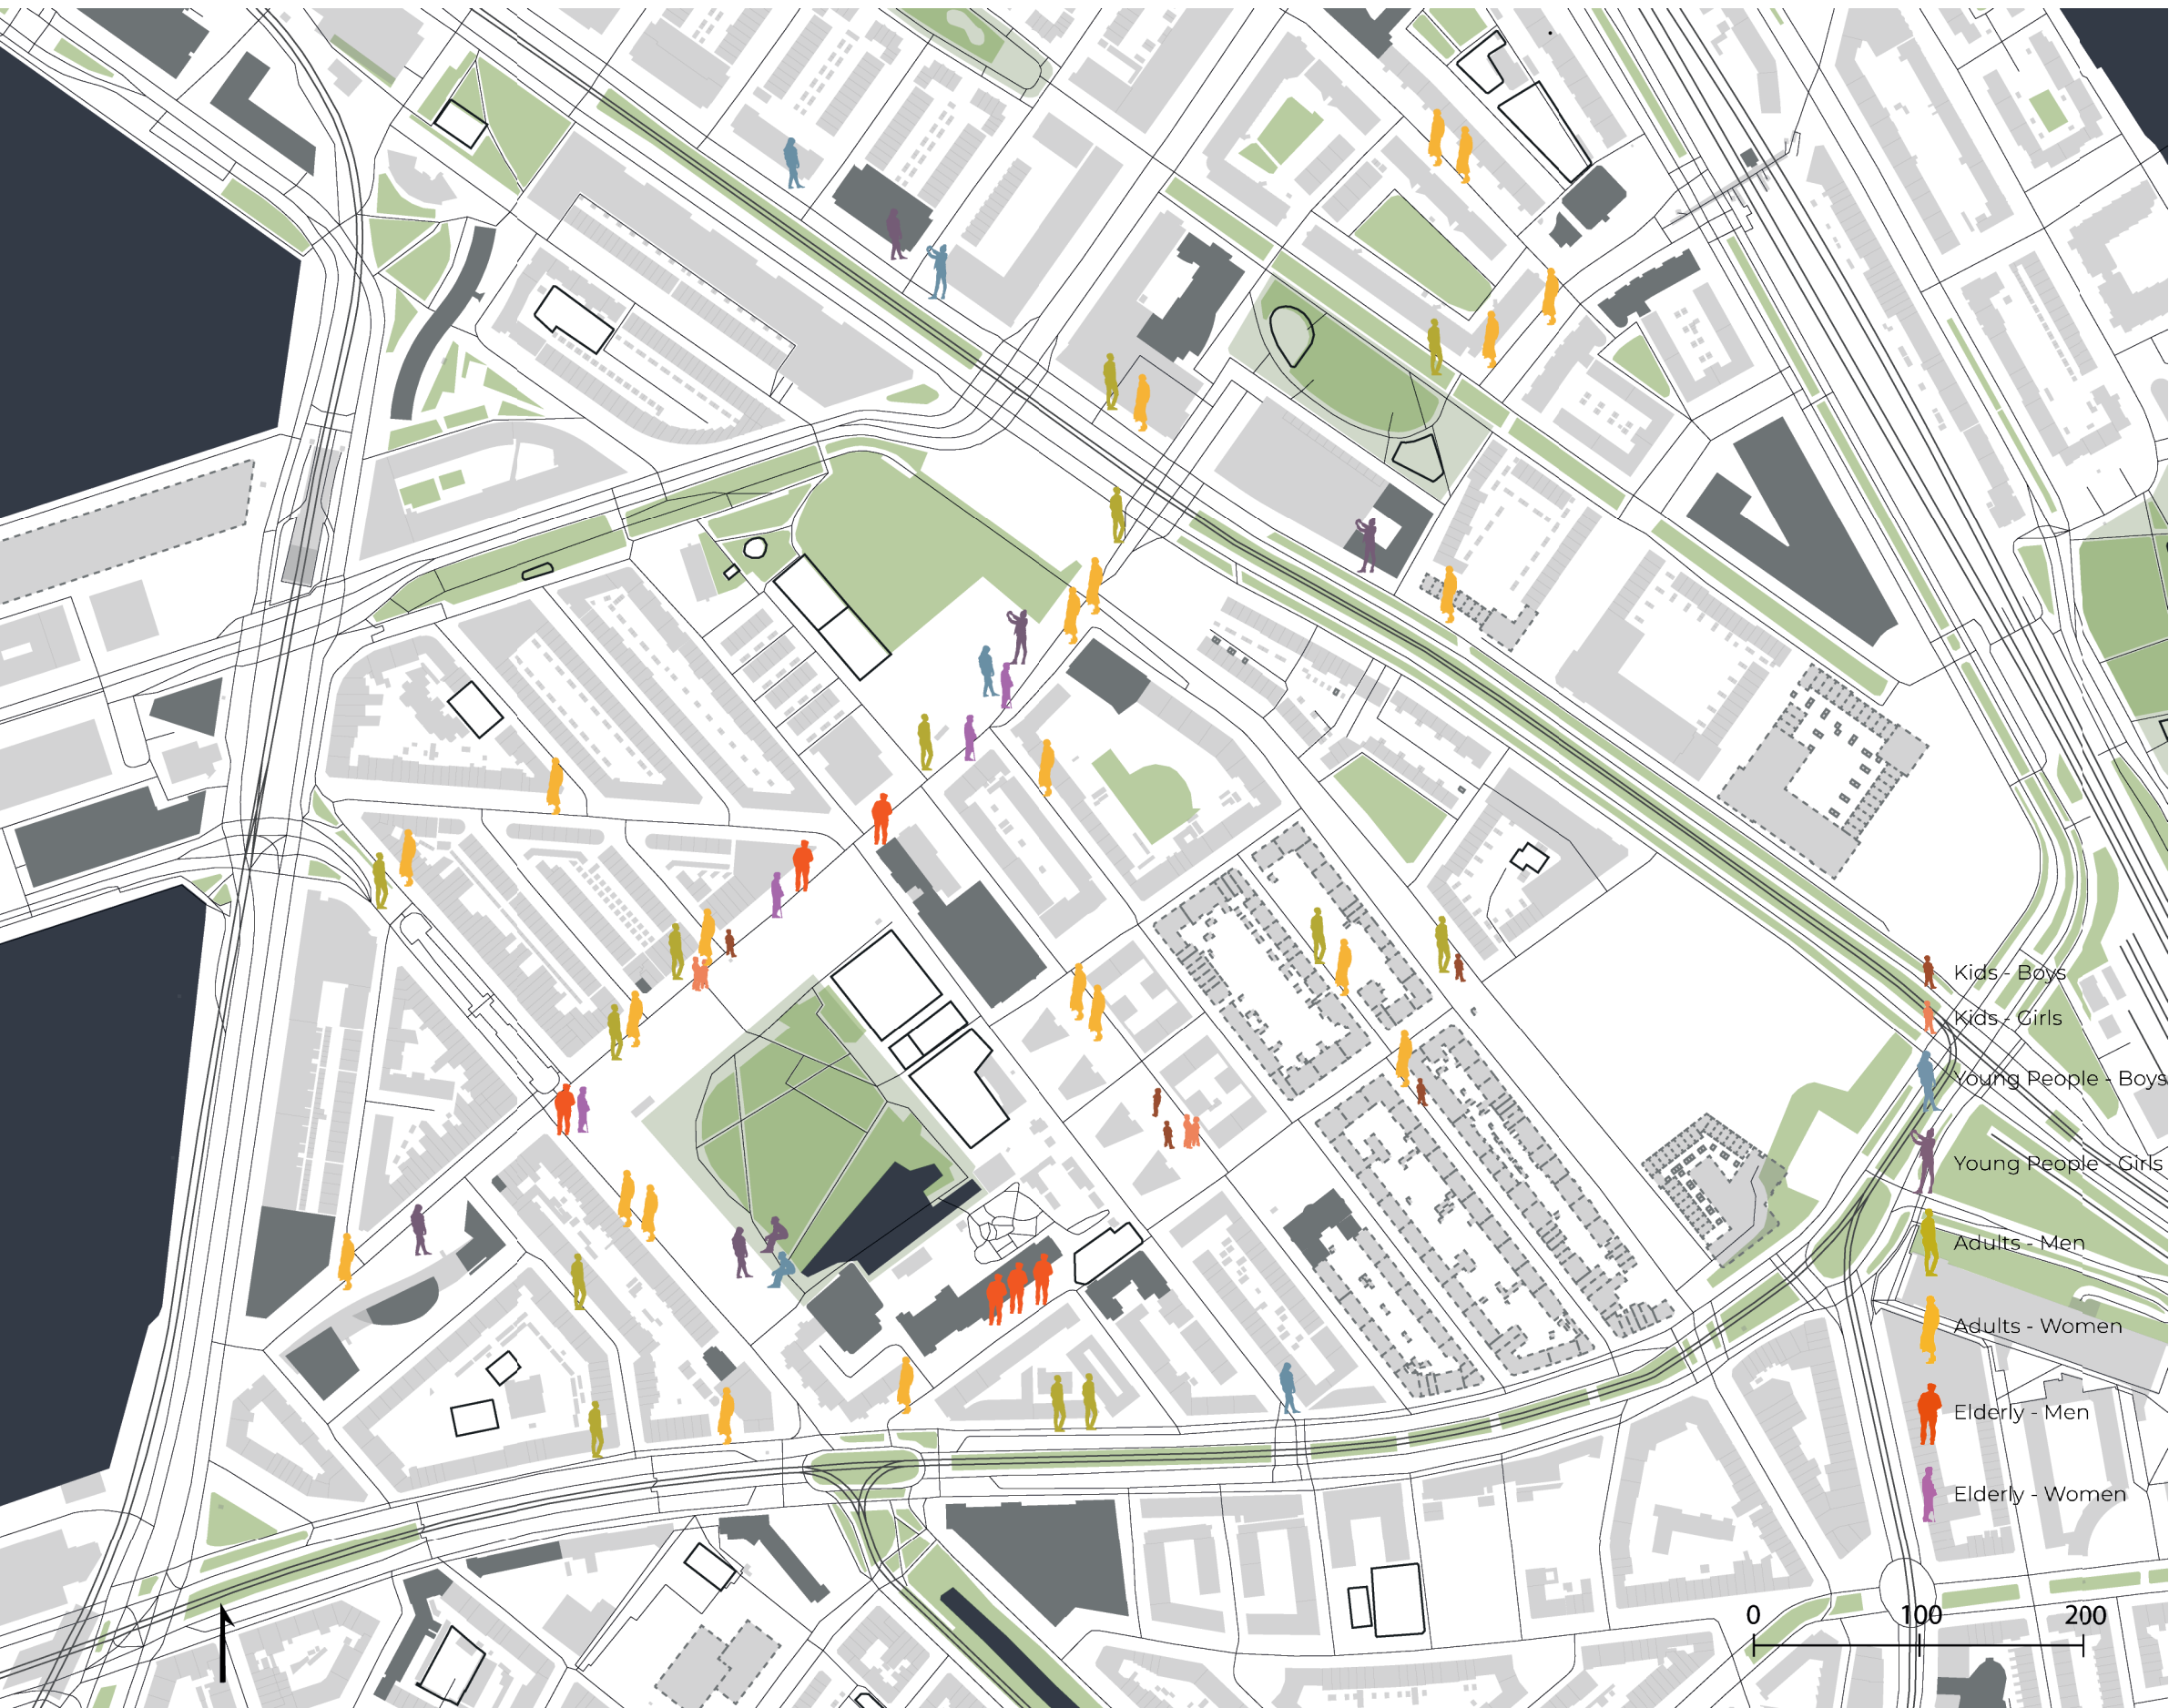 Kids - Boys
Kids - Girls
Young People - Boys
Young People - Girls
Adults - Men
Adults - Women
Elderly - Men
Elderly - Women
0 100 200